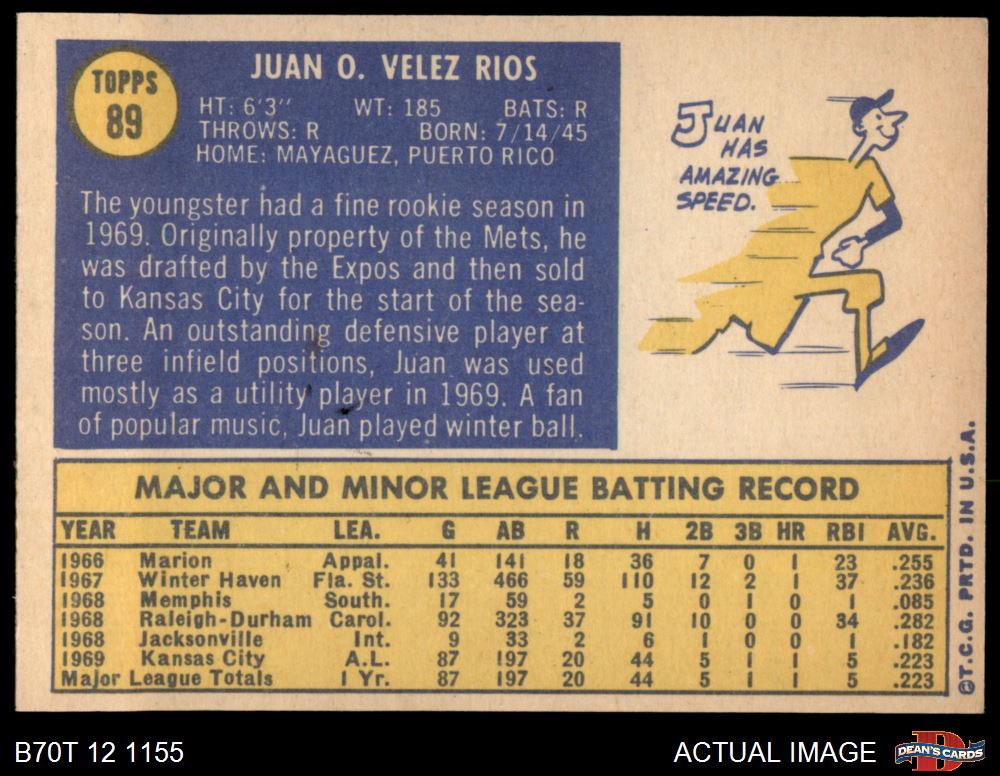 TOPPS
89
JUAN O. VELEZ RIOS
HT: 6'3" WT: 185 BATS: R
THROWS: R BORN: 7/14/45
HOME: MAYAGUEZ, PUERTO RICO
The youngster had a fine rookie season in
1969. Originally property of the Mets, he
was drafted by the Expos and then sold
to Kansas City for the start of the sea-
son. An outstanding defensive player at
three infield positions, Juan was used
mostly as a utility player in 1969. A fan
of popular music, Juan played winter ball.
JUAN
HAS
AMAZING
SPEED.
MAJOR AND MINOR LEAGUE BATTING RECORD
YEAR TEAM LEA. G AB R H 2B 3B HR RBI AVG.
1966 Marion Appal. 41 141 18 36 7 0 1 23 .255
1967 Winter Haven Fla. St. 133 466 59 110 12 2 1 37 .236
1968 Memphis South. 17 59 2 5 0 1 0 1 .085
1968 Raleigh-Durham Carol. 92 323 37 91 10 0 0 34 .282
1968 Jacksonville Int. 9 33 2 6 1 0 0 1 .182
1969 Kansas City A.L. 87 197 20 44 5 1 1 5 .223
Major League Totals 1 Yr. 87 197 20 44 5 1 1 5 .223
©T.C.G. PRTD. IN U.S.A.
B70T 12 1155
ACTUAL IMAGE
DEAN'S CARDS